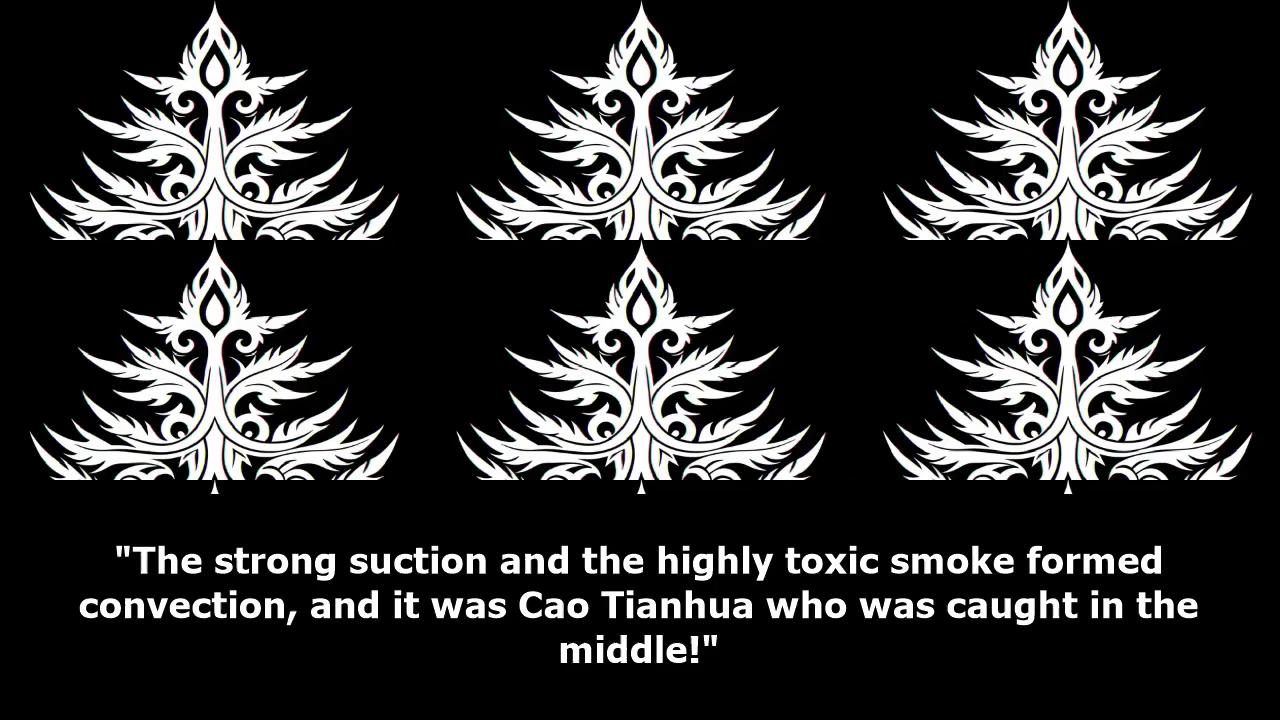 "The strong suction and the highly toxic smoke formed
convection, and it was Cao Tianhua who was caught in the
middle!"